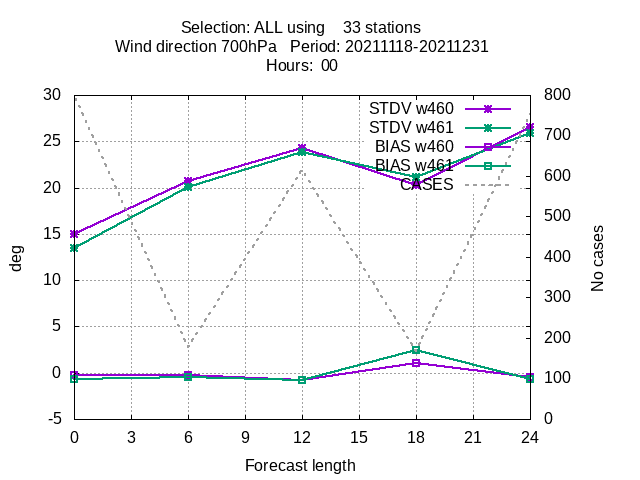 Selection: ALL using    33 stations
Wind direction 700hPa   Period: 20211118-20211231
Hours:  00
30
25
20
15
10
5
0
-5
deg
STDV w460
STDV w461
BIAS w460
BIAS w461
CASES
800
700
600
500
400
300
200
100
0
No cases
0 3 6 9 12 15 18 21 24
Forecast length